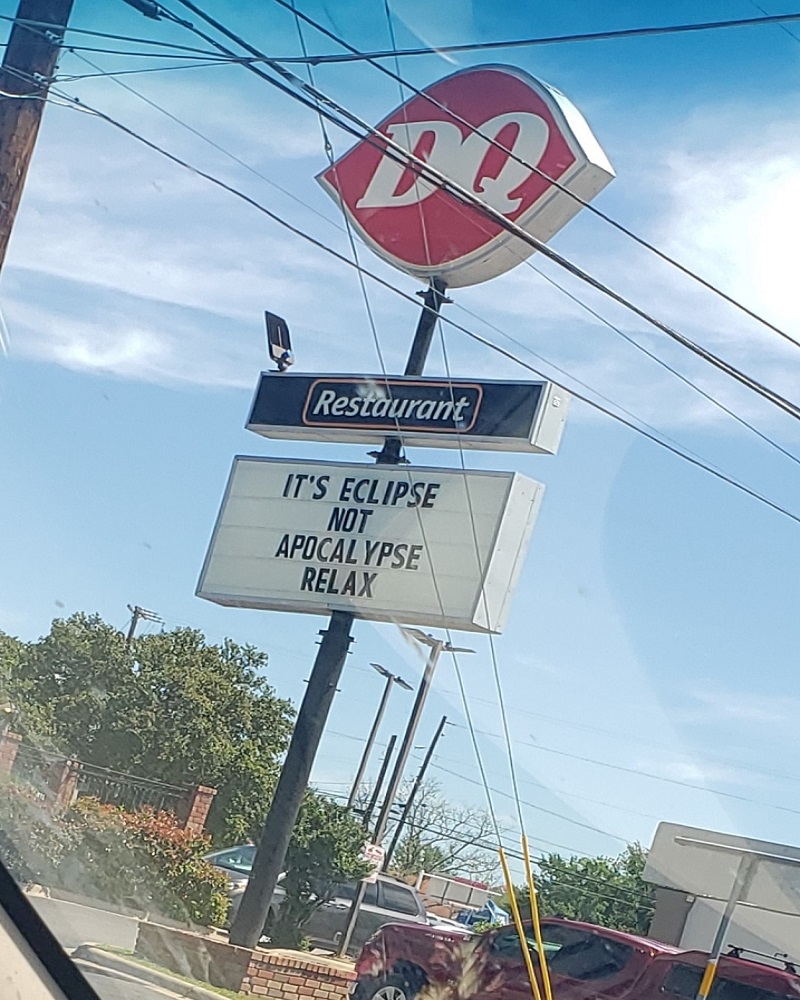 DQ
Restaurant
IT'S ECLIPSE
NOT
APOCALYPSE
RELAX